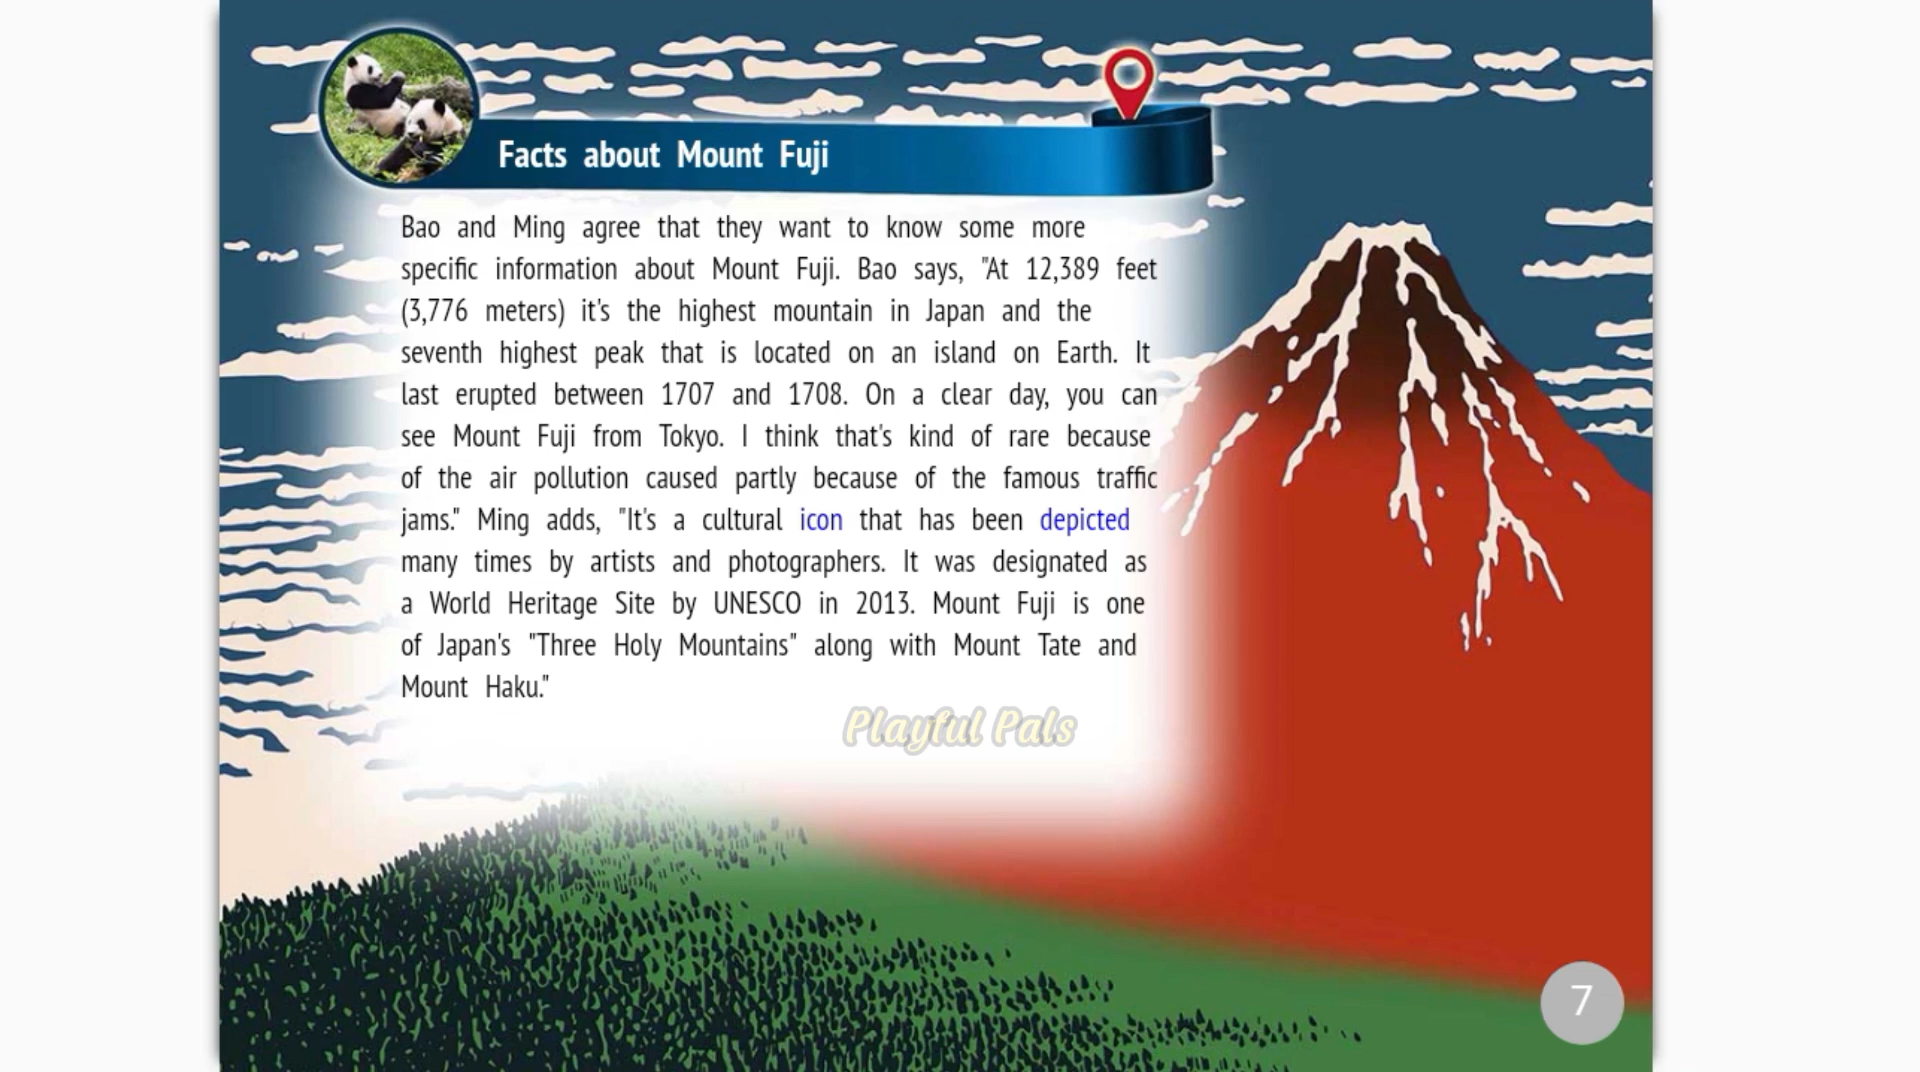 Facts about Mount Fuji
Bao and Ming agree that they want to know some more
specific information about Mount Fuji. Bao says, "At 12,389 feet
(3,776 meters) it's the highest mountain in Japan and the
seventh highest peak that is located on an island on Earth. It
last erupted between 1707 and 1708. On a clear day, you can
see Mount Fuji from Tokyo. I think that's kind of rare because
of the air pollution caused partly because of the famous traffic
jams." Ming adds, "It's a cultural icon that has been depicted
many times by artists and photographers. It was designated as
a World Heritage Site by UNESCO in 2013. Mount Fuji is one
of Japan's "Three Holy Mountains" along with Mount Tate and
Mount Haku."
Playful Pals
7